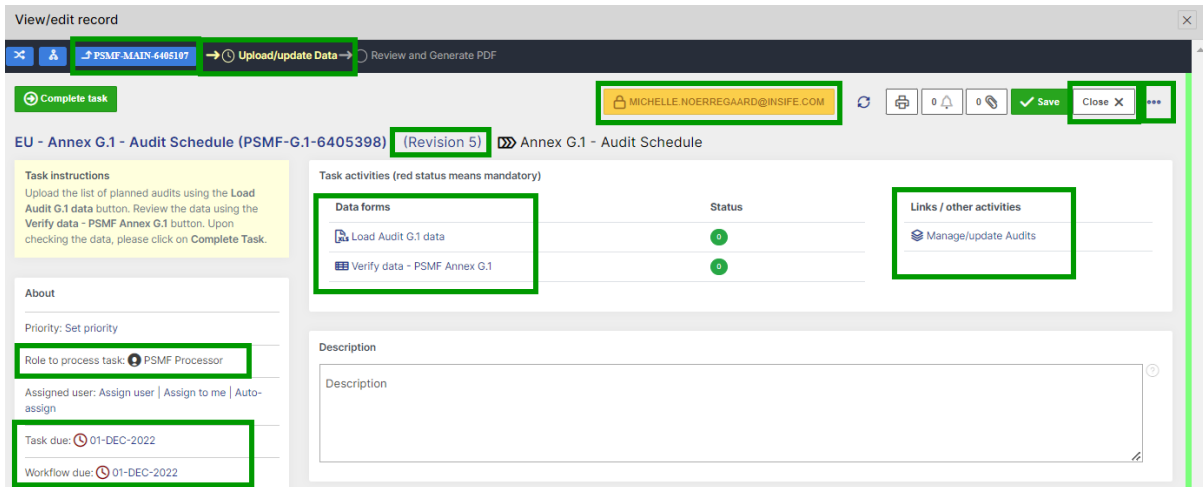 View/edit record
PSMF-MAIN-6405107 Upload/update Data Review and Generate PDF
Complete task MICHELLE.NOERREGAARD@INSIFE.COM 0 0 Save Close X
EU - Annex G.1 - Audit Schedule (PSMF-G.1-6405398) (Revision 5) Annex G.1 - Audit Schedule
Task instructions
Upload the list of planned audits using the Load
Audit G.1 data button. Review the data using the
Verify data - PSMF Annex G.1 button. Upon
checking the data, please click on Complete Task.
Task activities (red status means mandatory)
Data forms Status Links / other activities
XLS Load Audit G.1 data 0 Manage/update Audits
Verify data - PSMF Annex G.1 0
About
Priority: Set priority
Role to process task: PSMF Processor
Assigned user: Assign user | Assign to me | Auto-
assign
Task due: 01-DEC-2022
Workflow due: 01-DEC-2022
Description
Description
?